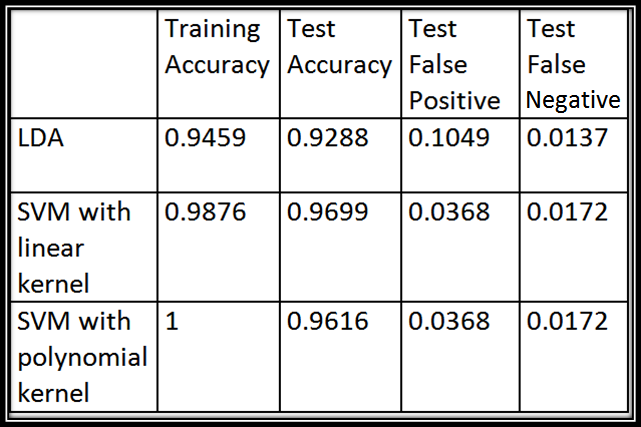 Training Accuracy
Test Accuracy
Test False Positive
Test False Negative
LDA
0.9459
0.9288
0.1049
0.0137
SVM with linear kernel
0.9876
0.9699
0.0368
0.0172
SVM with polynomial kernel
1
0.9616
0.0368
0.0172